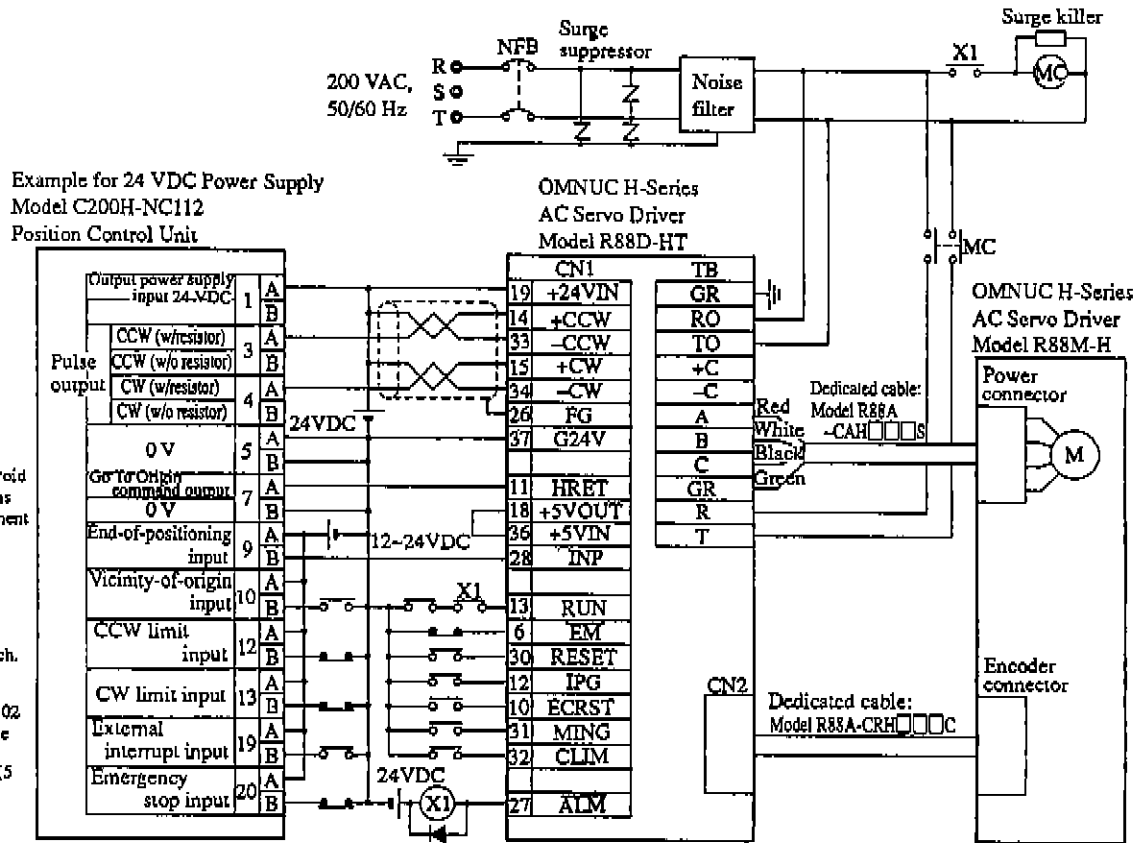 Surge killer
Surge suppressor
NFB
X1
MC
R
S
T
200 VAC,
50/60 Hz
Noise
filter
Example for 24 VDC Power Supply
Model C200H-NC112
Position Control Unit
OMNUC H-Series
AC Servo Driver
Model R88D-HT
MC
OMNUC H-Series
AC Servo Driver
Model R88M-H
Output power supply
input 24-VDC 1 A
B
Pulse
output
CCW (w/resistor) 3 A
CCW (w/o resistor) B
CW (w/resistor) 4 A
CW (w/o resistor) B
0 V 5 A
B
Go To Origin
command output 7 A
0 V B
End-of-positioning
input 9 A
B
Vicinity-of-origin
input 10 A
B
CCW limit
input 12 A
B
CW limit input 13 A
B
External
interrupt input 19 A
B
Emergency
stop input 20 A
B
24VDC
12~24VDC
X1
24VDC
X1
CN1
19 +24VIN
14 +CCW
33 –CCW
15 +CW
34 –CW
26 FG
37 G24V
11 HRET
18 +5VOUT
36 +5VIN
28 INP
13 RUN
6 EM
30 RESET
12 IPG
10 ECRST
31 MING
32 CLIM
27 ALM
TB
GR
RO
TO
+C
–C
A
B
C
GR
R
T
CN2
Red
White
Black
Green
Dedicated cable:
Model R88A
–CAH□□□S
Power
connector
M
Encoder
connector
Dedicated cable:
Model R88A-CRH□□□C
oid
ns
ment
ch.
02
e
5